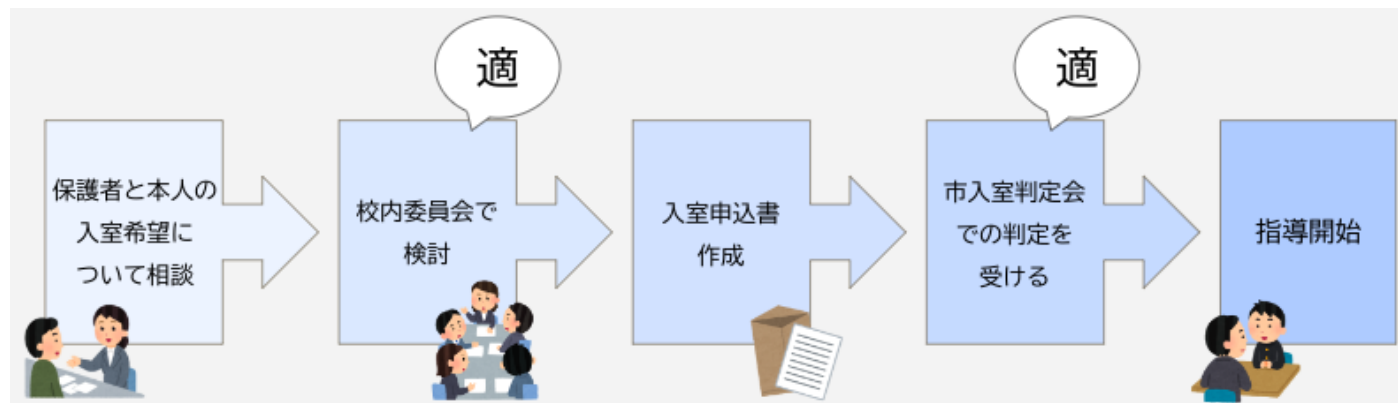 保護者と本人の
入室希望に
ついて相談
適
校内委員会で
検討
入室申込書
作成
適
市入室判定会
での判定を
受ける
指導開始